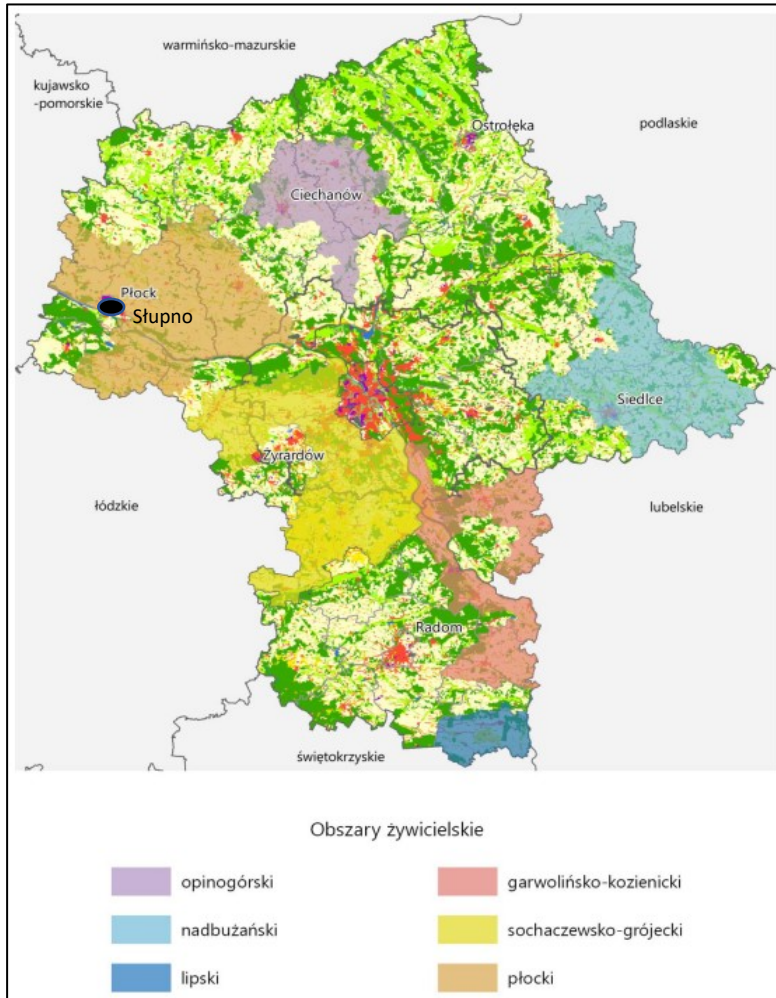 warmińsko-mazurskie
kujawsko
-pomorskie
Ostrołęka
podlaskie
Ciechanów
Płock
Słupno
Siedlce
Żyrardów
łódzkie
lubelskie
Radom
świętokrzyskie
Obszary żywicielskie
opinogórski
garwolińsko-kozienicki
nadbużański
sochaczewsko-grójecki
lipski
płocki